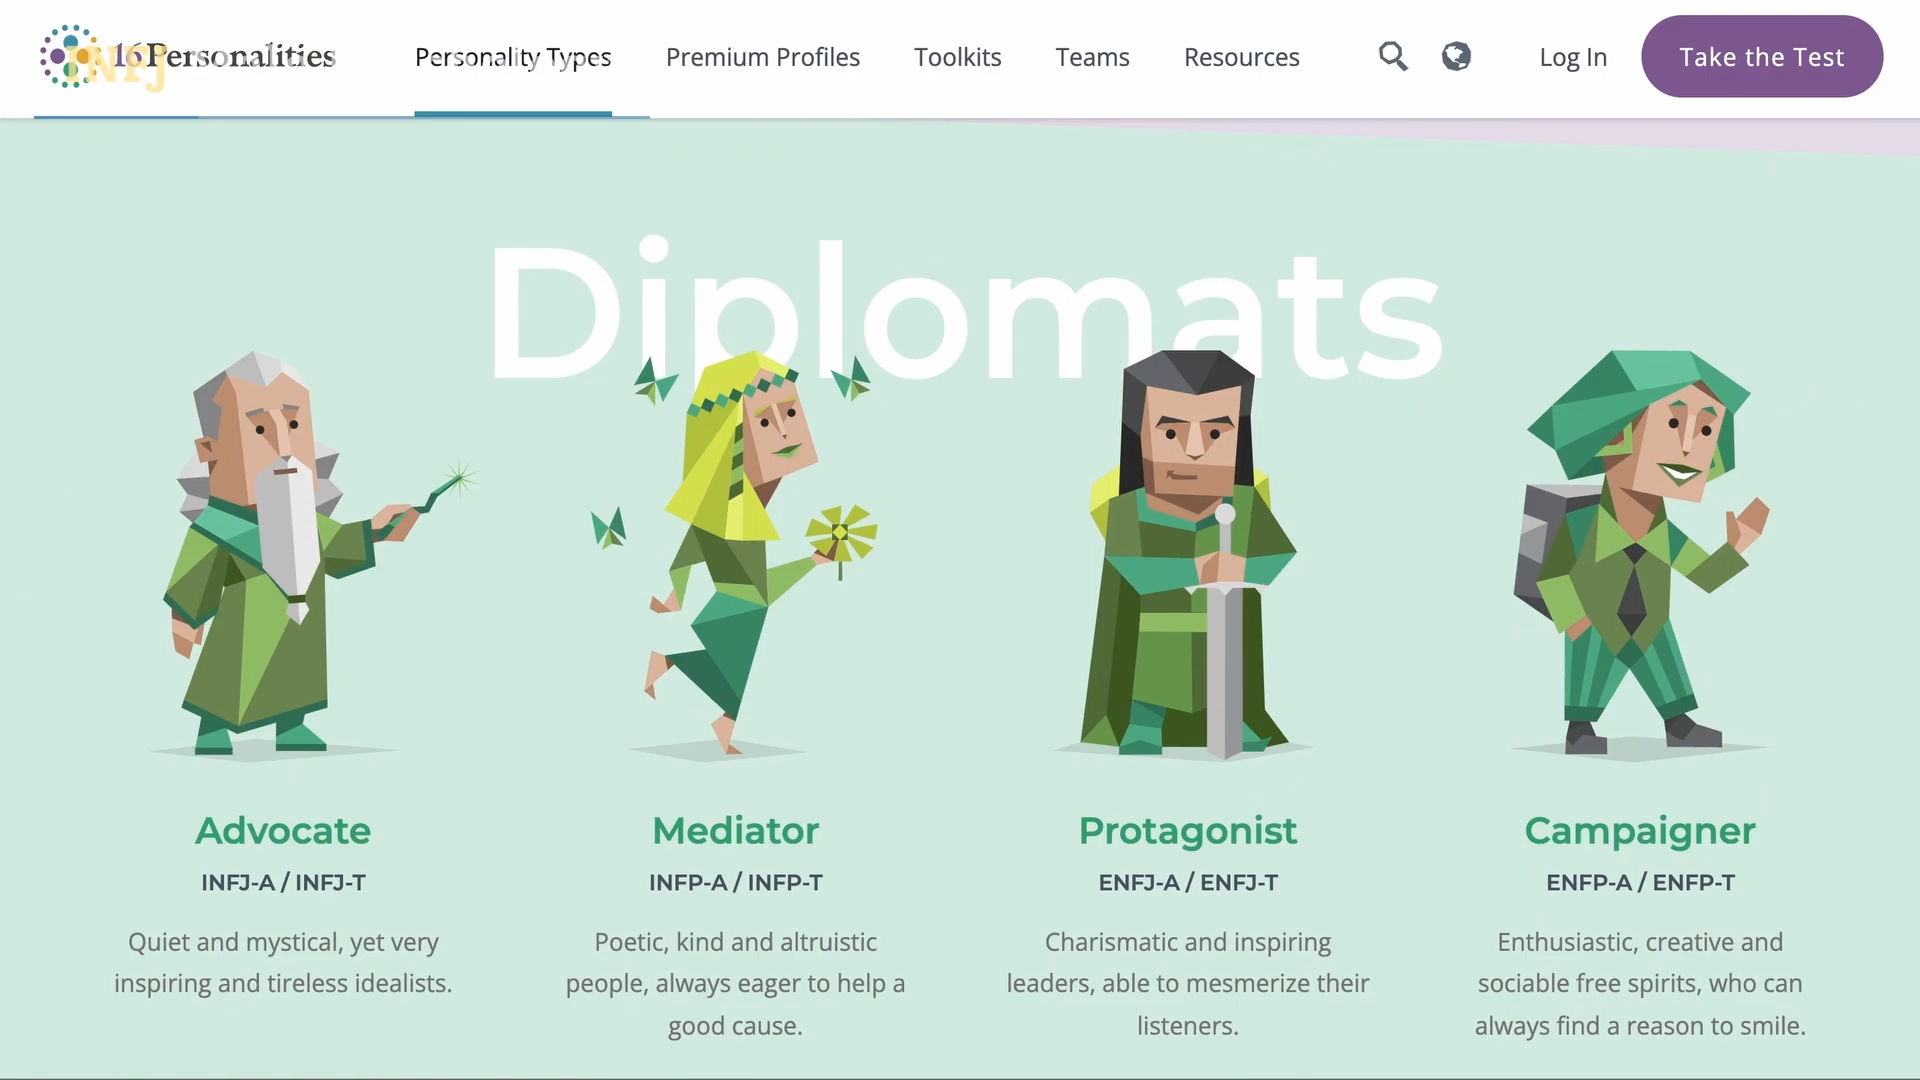 16Personalities
INFJ
Personality Types
Premium Profiles
Toolkits
Teams
Resources
Log In
Take the Test
Diplomats
Advocate
INFJ-A / INFJ-T
Quiet and mystical, yet very
inspiring and tireless idealists.
Mediator
INFP-A / INFP-T
Poetic, kind and altruistic
people, always eager to help a
good cause.
Protagonist
ENFJ-A / ENFJ-T
Charismatic and inspiring
leaders, able to mesmerize their
listeners.
Campaigner
ENFP-A / ENFP-T
Enthusiastic, creative and
sociable free spirits, who can
always find a reason to smile.